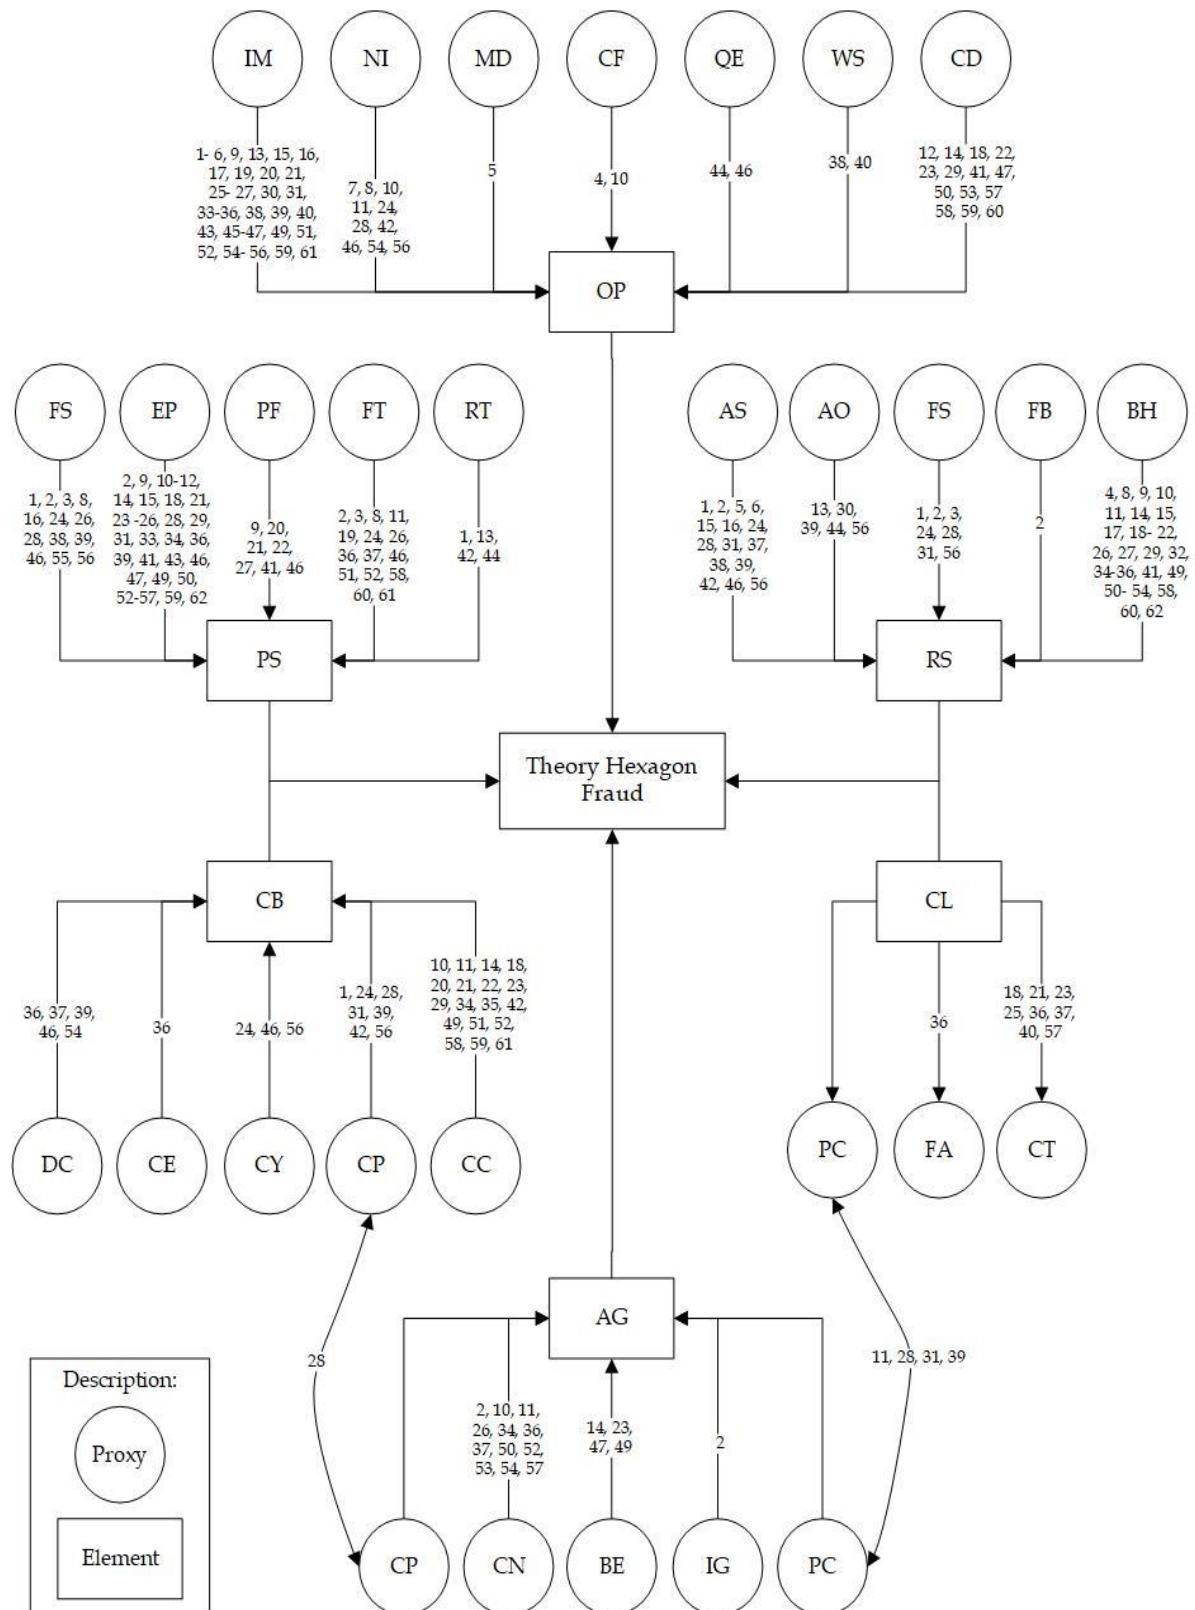 IM
NI
MD
CF
QE
WS
CD
1- 6, 9, 13, 15, 16,
17, 19, 20, 21,
25- 27, 30, 31,
33-36, 38, 39, 40,
43, 45-47, 49, 51,
52, 54- 56, 59, 61
7, 8, 10,
11, 24,
28, 42,
46, 54, 56
5
4, 10
44, 46
38, 40
12, 14, 18, 22,
23, 29, 41, 47,
50, 53, 57
58, 59, 60
OP
FS
EP
PF
FT
RT
AS
AO
FS
FB
BH
1, 2, 3, 8,
16, 24, 26,
28, 38, 39,
46, 55, 56
2, 9, 10-12,
14, 15, 18, 21,
23 -26, 28, 29,
31, 33, 34, 36,
39, 41, 43, 46,
47, 49, 50,
52-57, 59, 62
9, 20,
21, 22,
27, 41, 46
2, 3, 8, 11,
19, 24, 26,
36, 37, 46,
51, 52, 58,
60, 61
1, 13,
42, 44
1, 2, 5, 6,
15, 16, 24,
28, 31, 37,
38, 39,
42, 46, 56
13, 30,
39, 44, 56
1, 2, 3,
24, 28,
31, 56
2
4, 8, 9, 10,
11, 14, 15,
17, 18- 22,
26, 27, 29, 32,
34-36, 41, 49,
50- 54, 58,
60, 62
PS
RS
Theory Hexagon
Fraud
CB
CL
36, 37, 39,
46, 54
36
24, 46, 56
1, 24, 28,
31, 39,
42, 56
10, 11, 14, 18,
20, 21, 22, 23,
29, 34, 35, 42,
49, 51, 52,
58, 59, 61
36
18, 21, 23,
25, 36, 37,
40, 57
DC
CE
CY
CP
CC
PC
FA
CT
AG
28
11, 28, 31, 39
2, 10, 11,
26, 34, 36,
37, 50, 52,
53, 54, 57
14, 23,
47, 49
2
CP
CN
BE
IG
PC
Description:
Proxy
Element